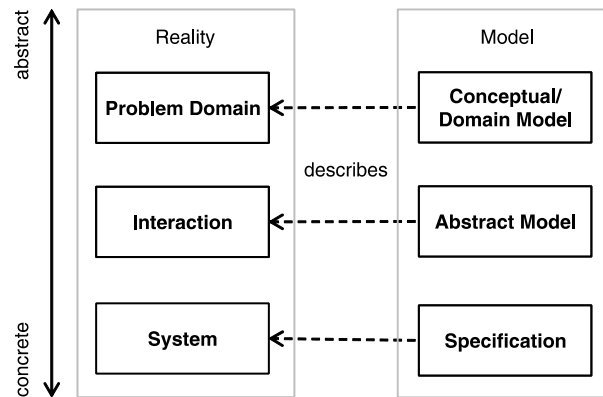 abstract
Reality
Model
Problem Domain
Conceptual/
Domain Model
describes
Interaction
Abstract Model
System
Specification
concrete